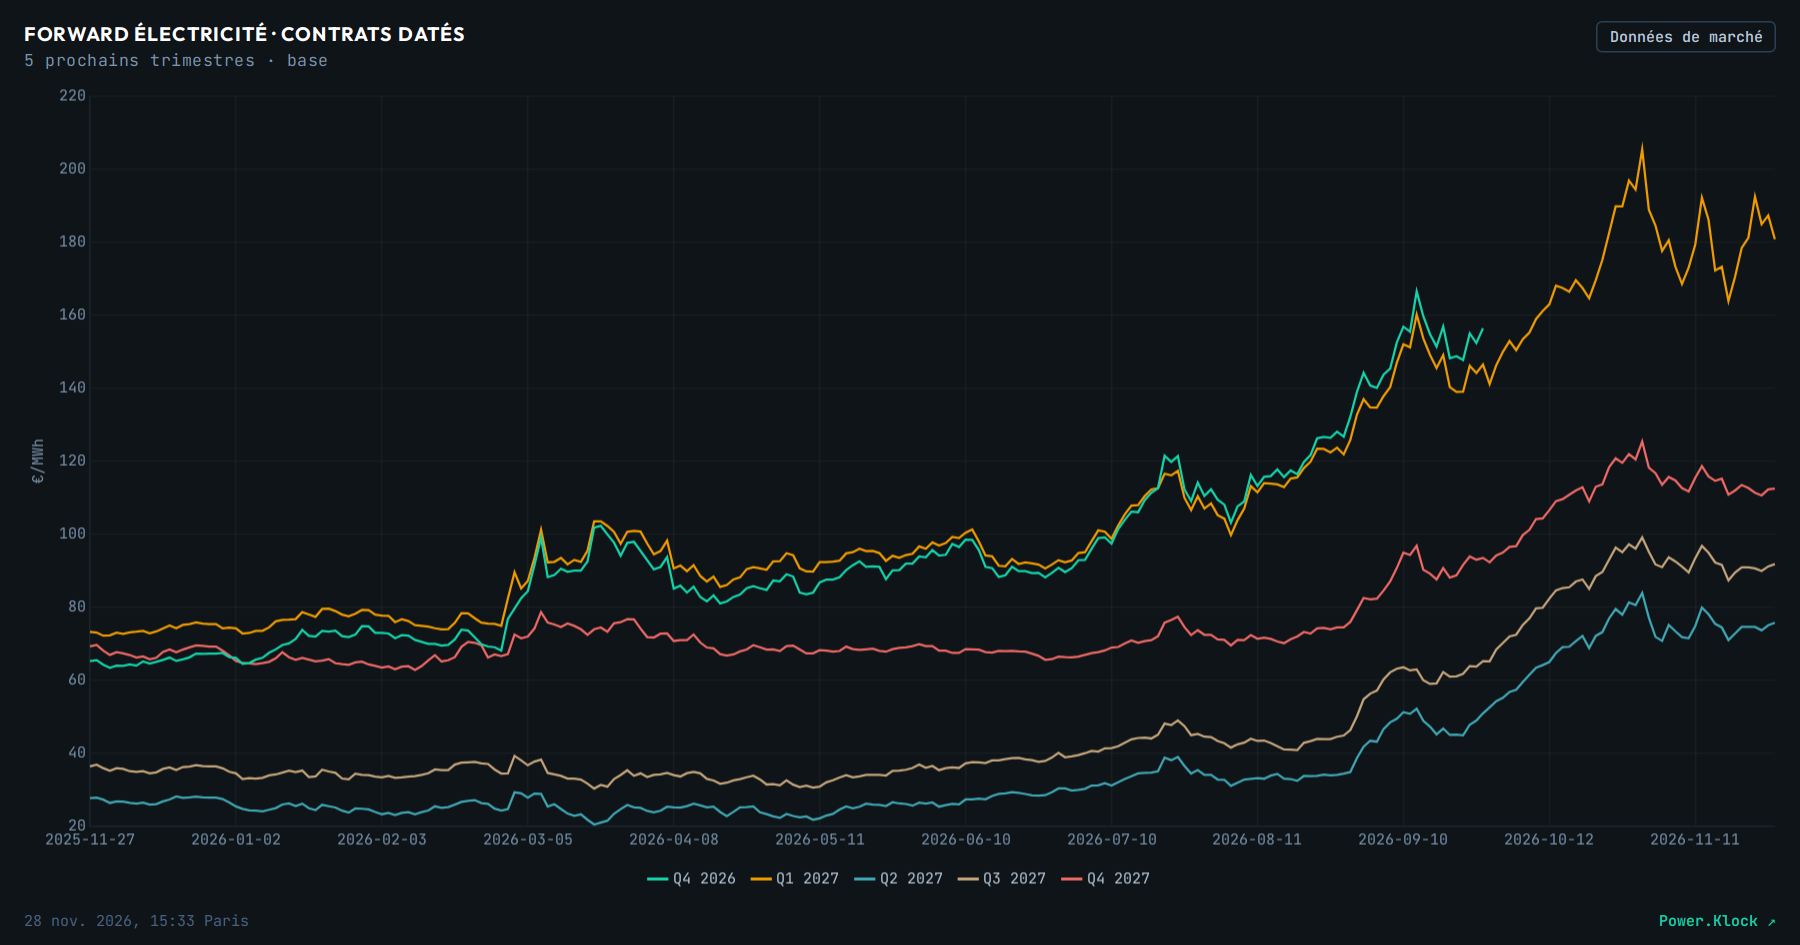 FORWARD ÉLECTRICITÉ · CONTRATS DATÉS
5 prochains trimestres · base
Données de marché
€/MWh
220
200
180
160
140
120
100
80
60
40
20
2025-11-27 2026-01-02 2026-02-03 2026-03-05 2026-04-08 2026-05-11 2026-06-10 2026-07-10 2026-08-11 2026-09-10 2026-10-12 2026-11-11
Q4 2026 Q1 2027 Q2 2027 Q3 2027 Q4 2027
28 nov. 2026, 15:33 Paris
Power.Klock ↗